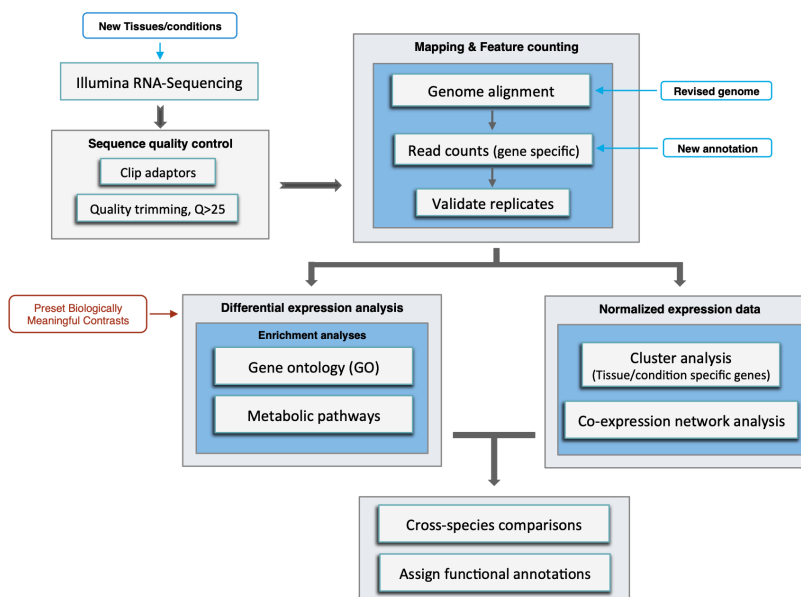 New Tissues/conditions
Illumina RNA-Sequencing
Sequence quality control
Clip adaptors
Quality trimming, Q>25
Mapping & Feature counting
Genome alignment
Revised genome
Read counts (gene specific)
New annotation
Validate replicates
Preset Biologically
Meaningful Contrasts
Differential expression analysis
Enrichment analyses
Gene ontology (GO)
Metabolic pathways
Normalized expression data
Cluster analysis
(Tissue/condition specific genes)
Co-expression network analysis
Cross-species comparisons
Assign functional annotations